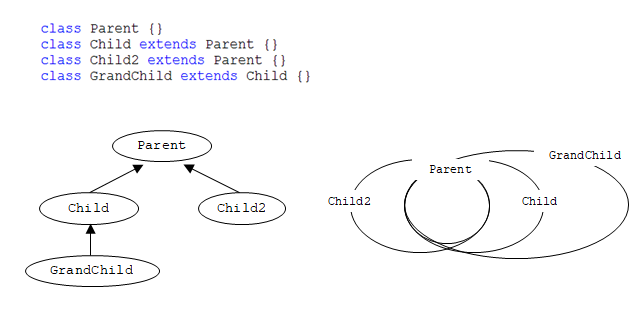 class Parent {}
class Child extends Parent {}
class Child2 extends Parent {}
class GrandChild extends Child {}
Parent
Child
Child2
GrandChild
GrandChild
Parent
Child2
Child